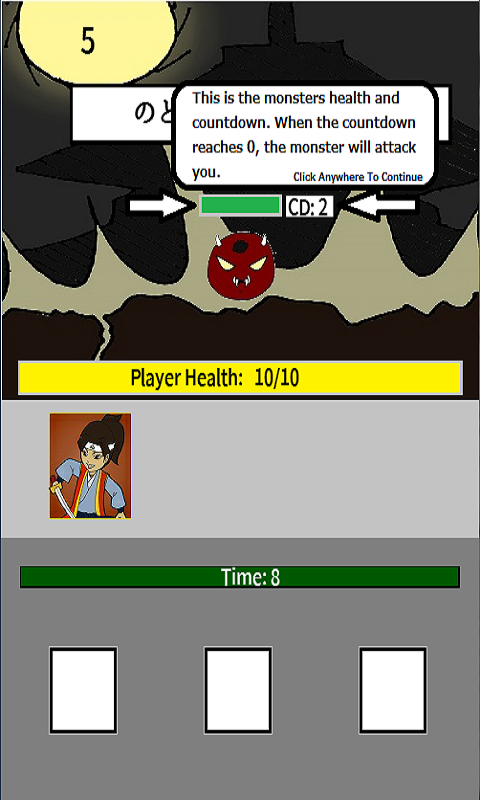 5
のど
This is the monsters health and
countdown. When the countdown
reaches 0, the monster will attack
you.
Click Anywhere To Continue
CD: 2
Player Health: 10/10
Time: 8